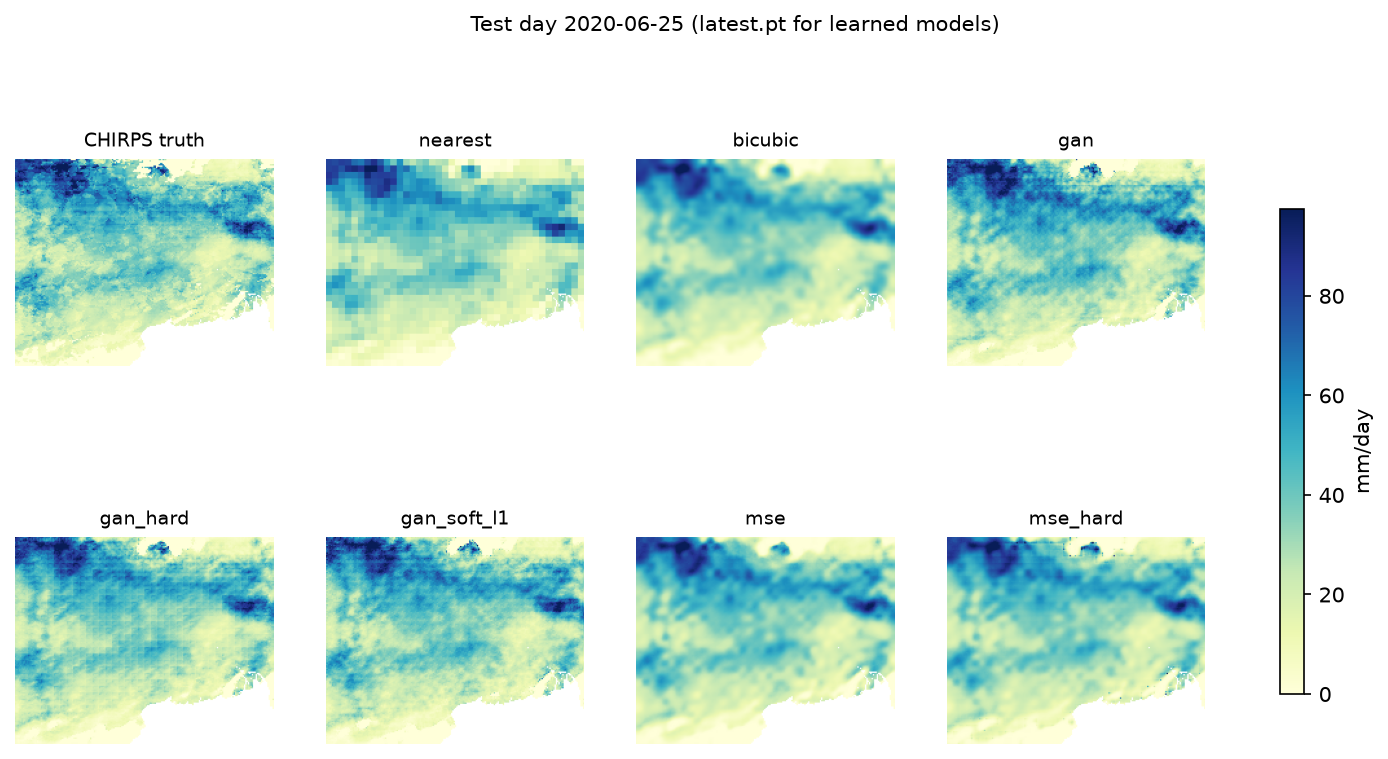 Test day 2020-06-25 (latest.pt for learned models)
CHIRPS truth
nearest
bicubic
gan
gan_hard
gan_soft_l1
mse
mse_hard
80
60
40
20
0
mm/day